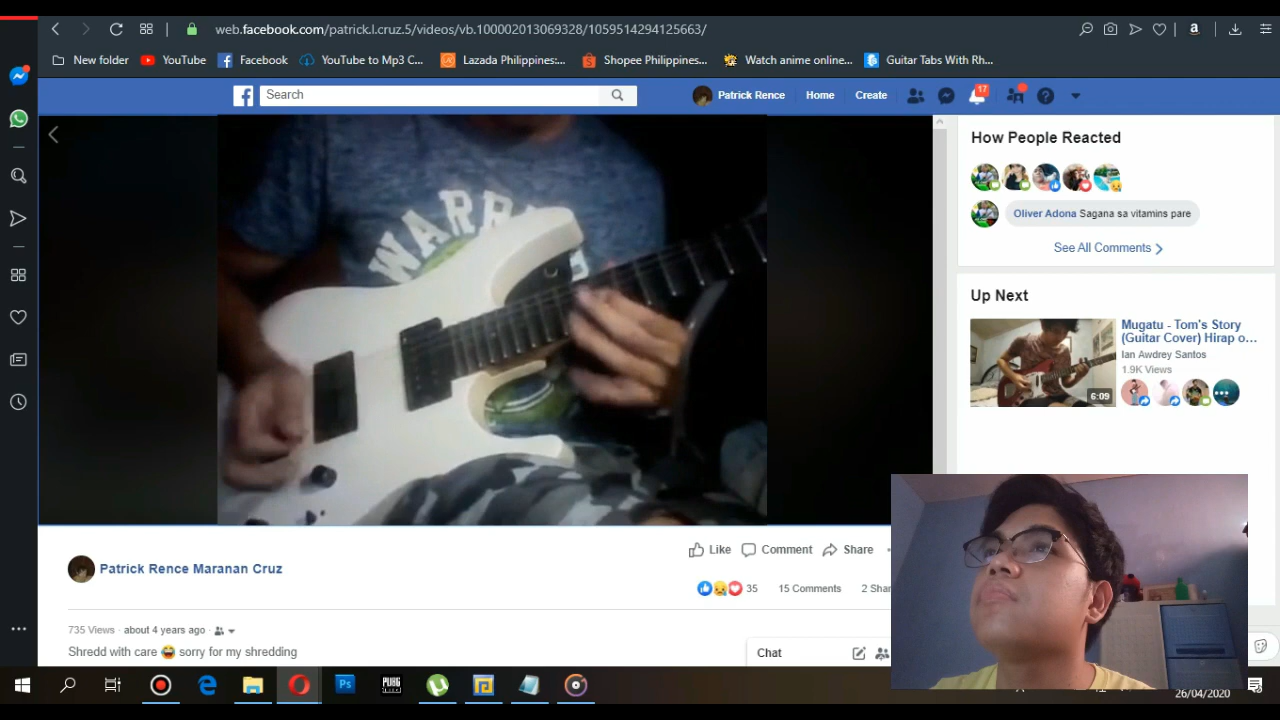 web.facebook.com/patrick.l.cruz.5/videos/vb.100002013069328/1059514294125663/
New folder YouTube Facebook YouTube to Mp3 C... Lazada Philippines:... Shopee Philippines... Watch anime online... Guitar Tabs With Rh...
Search Patrick Rence Home Create 17
How People Reacted
Oliver Adona Sagana sa vitamins pare
See All Comments
Up Next
Mugatu - Tom's Story
(Guitar Cover) Hirap o...
Ian Awdrey Santos
1.9K Views
6:09
Like Comment Share
Patrick Rence Maranan Cruz
35 15 Comments 2 Shar
735 Views · about 4 years ago ·
Shredd with care 😂 sorry for my shredding
Chat
Ps
PUBG
26/04/2020